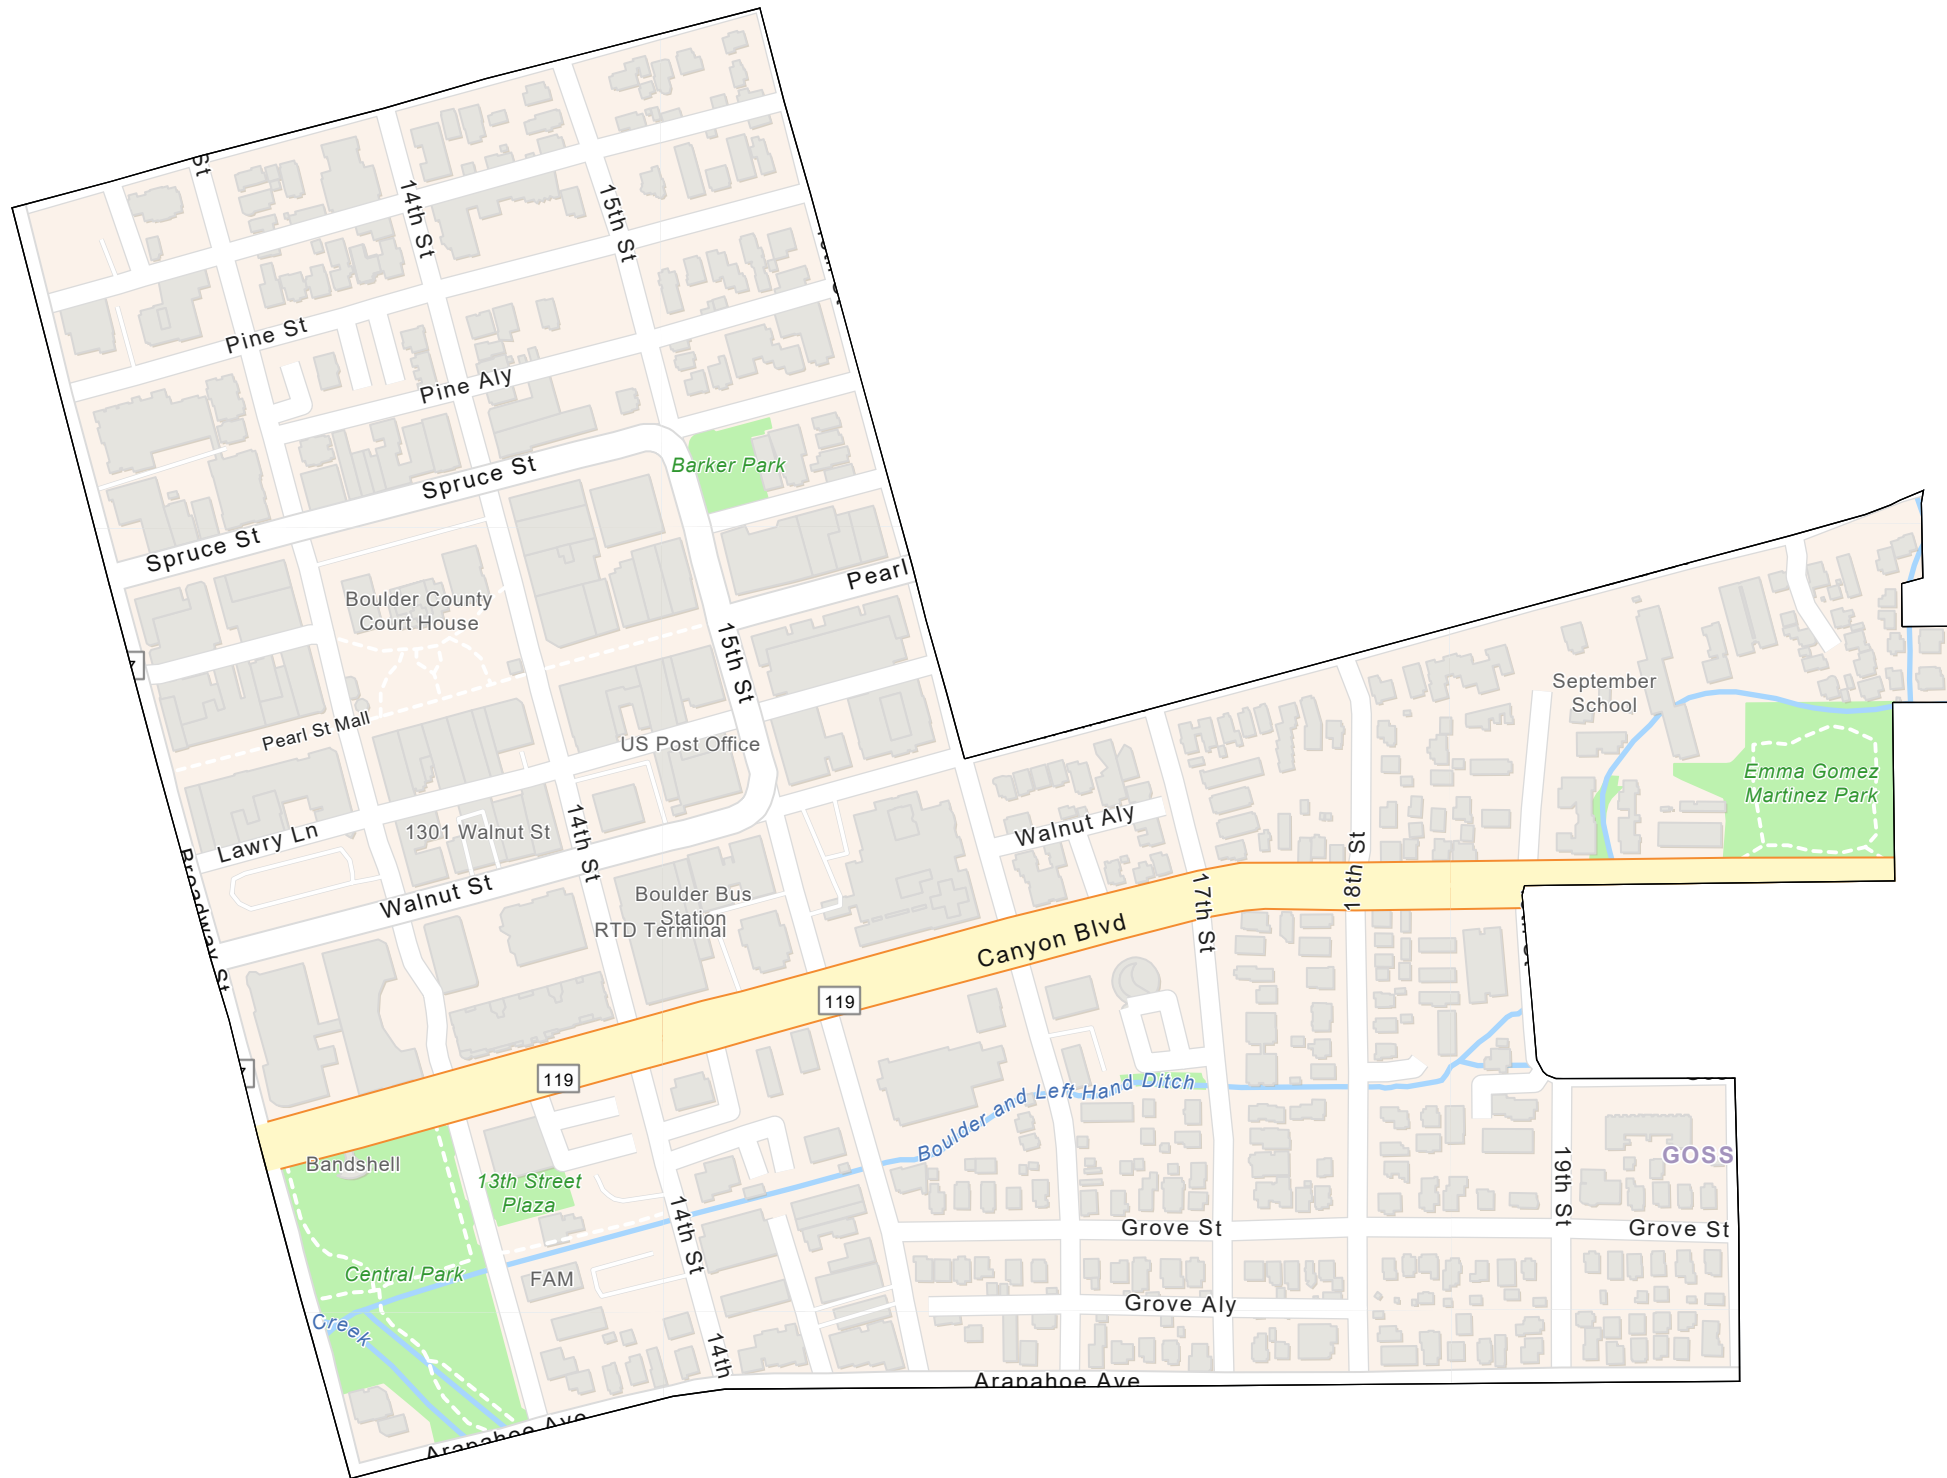 St
14th St
15th St
Pine St
Pine Aly
Barker Park
Spruce St
Spruce St
Pearl
Boulder County
Court House
15th St
September
School
Pearl St Mall
US Post Office
Emma Gomez
Martinez Park
Lawry Ln
1301 Walnut St
14th St
Walnut Aly
18th St
Broadway St
Walnut St
Boulder Bus
Station
RTD Terminal
17th St
Canyon Blvd
119
119
Boulder and Left Hand Ditch
Bandshell
13th Street
Plaza
GOSS
14th St
19th St
Grove St
Grove St
Central Park
FAM
Grove Aly
Creek
14th
Arapahoe Ave
Arapahoe Ave